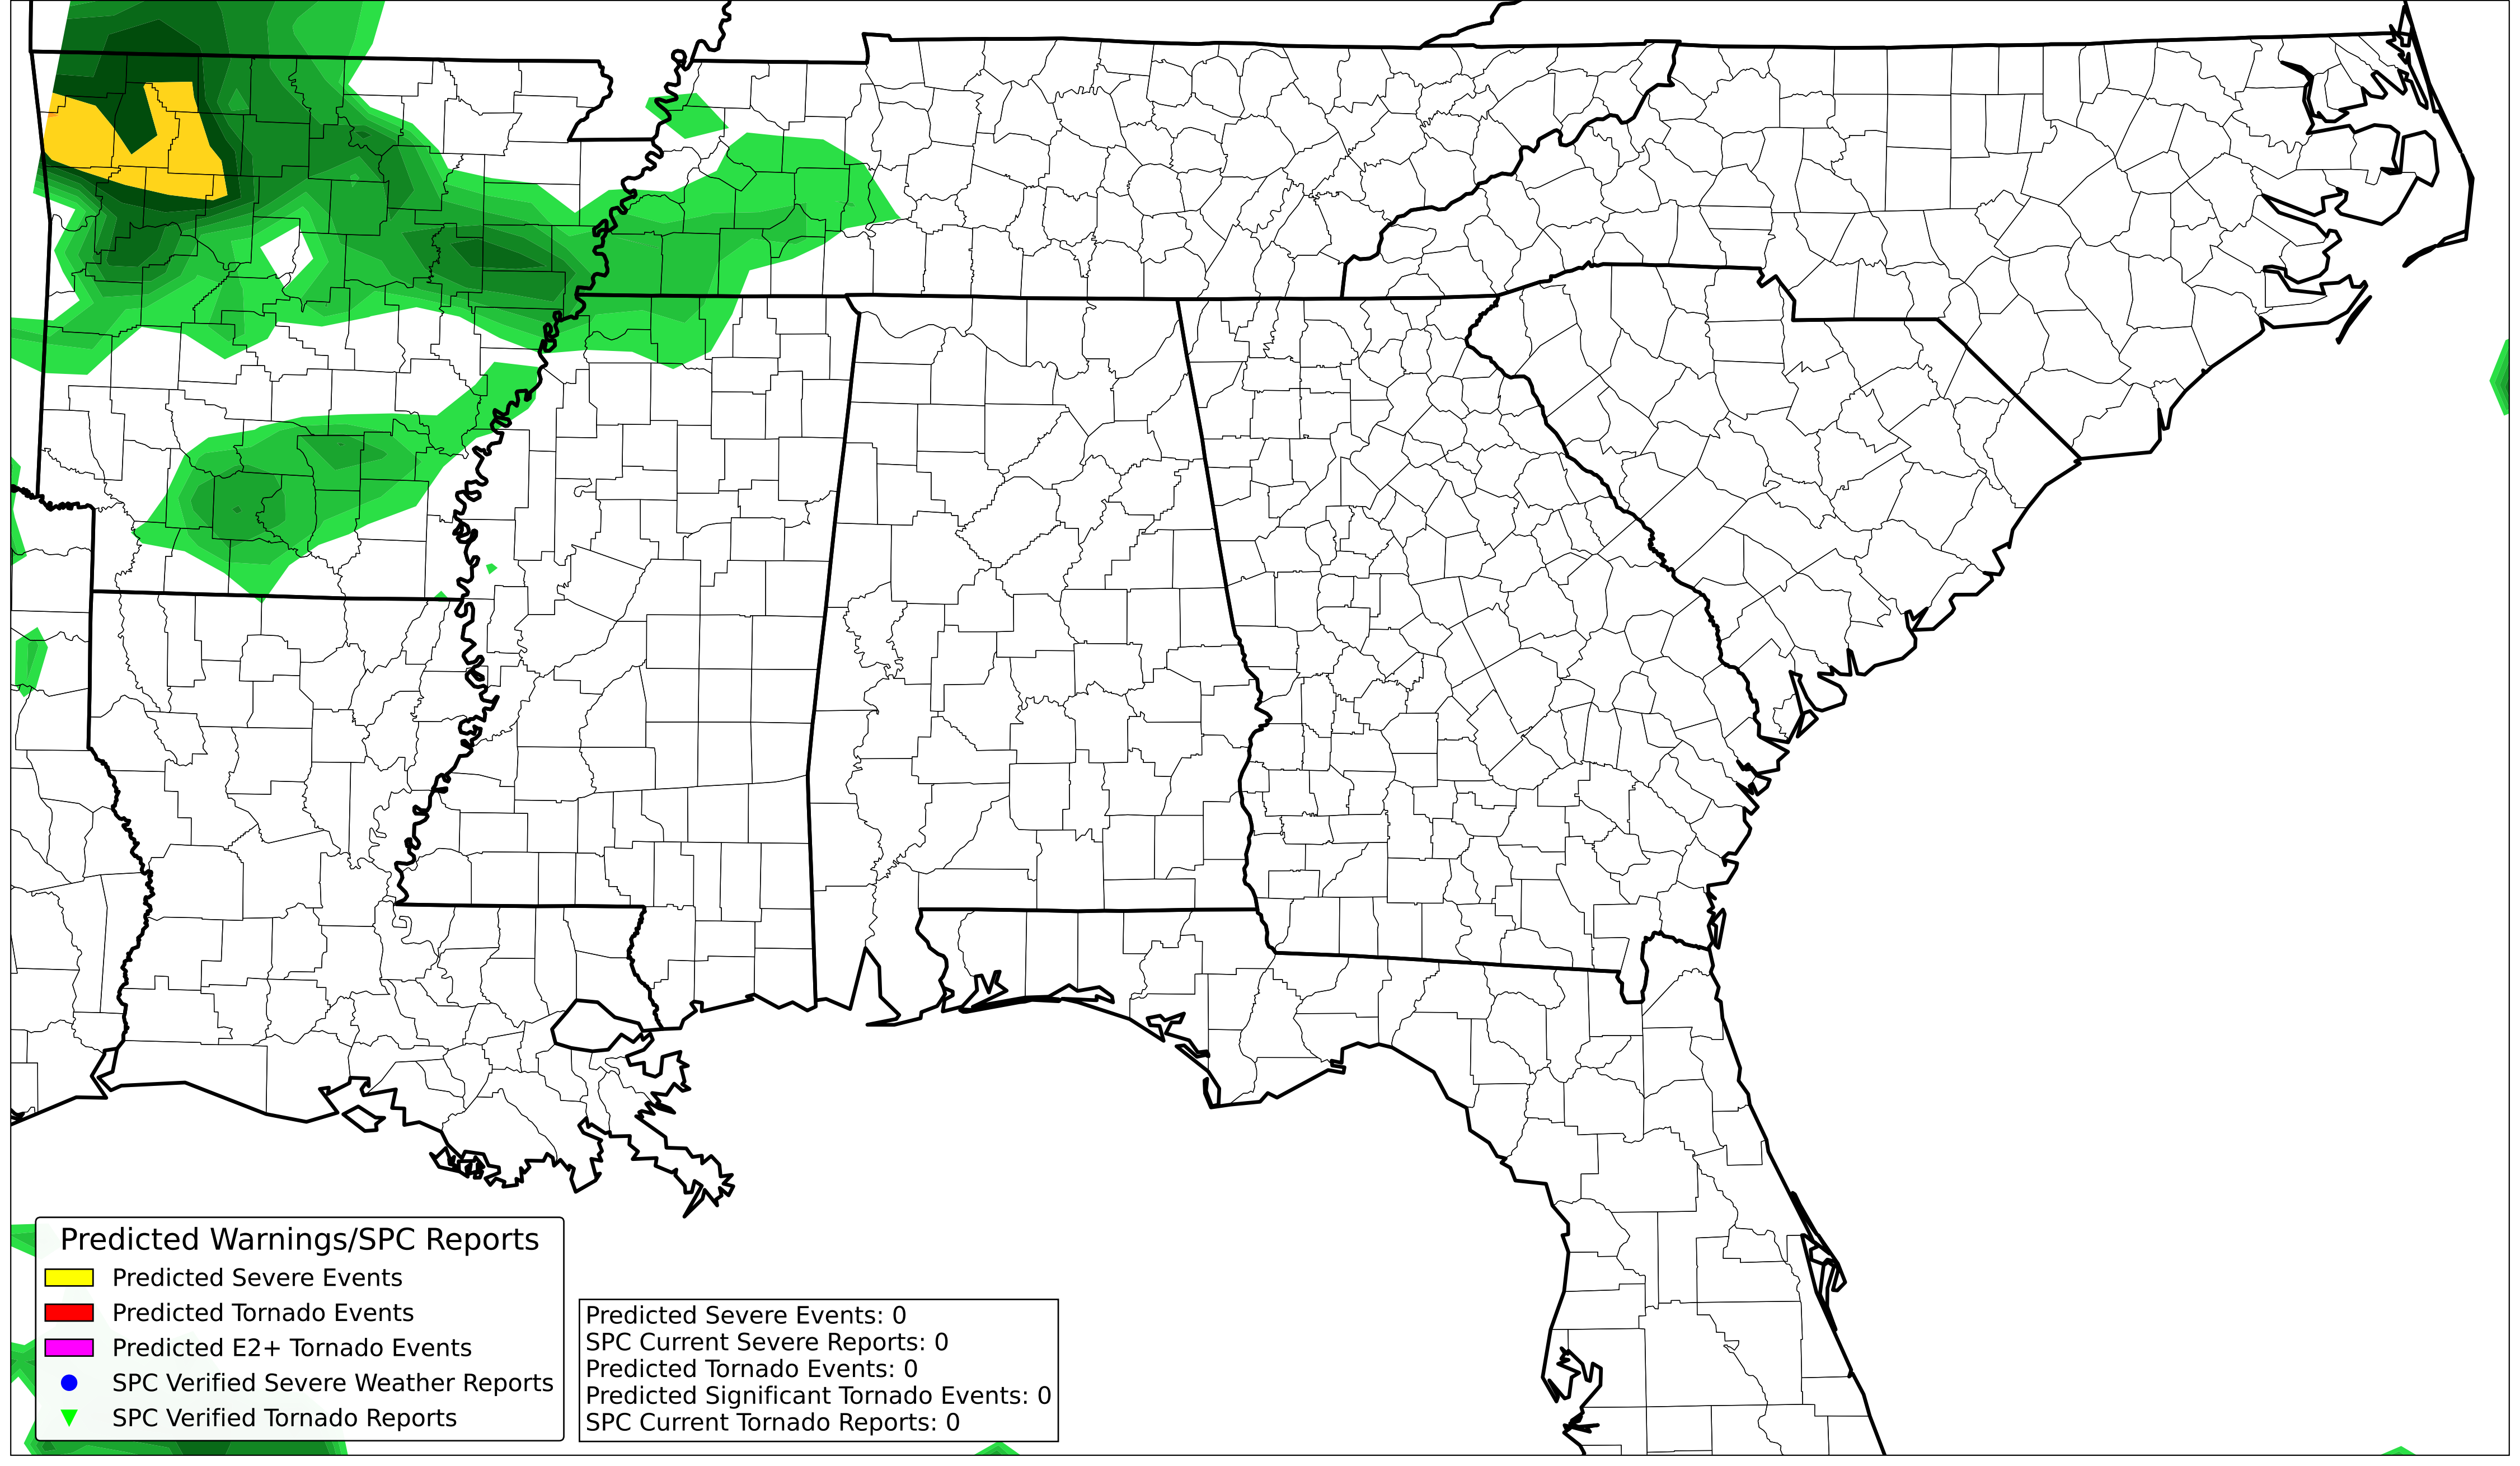 Predicted Warnings/SPC Reports
Predicted Severe Events
Predicted Tornado Events
Predicted E2+ Tornado Events
SPC Verified Severe Weather Reports
SPC Verified Tornado Reports
Predicted Severe Events: 0
SPC Current Severe Reports: 0
Predicted Tornado Events: 0
Predicted Significant Tornado Events: 0
SPC Current Tornado Reports: 0